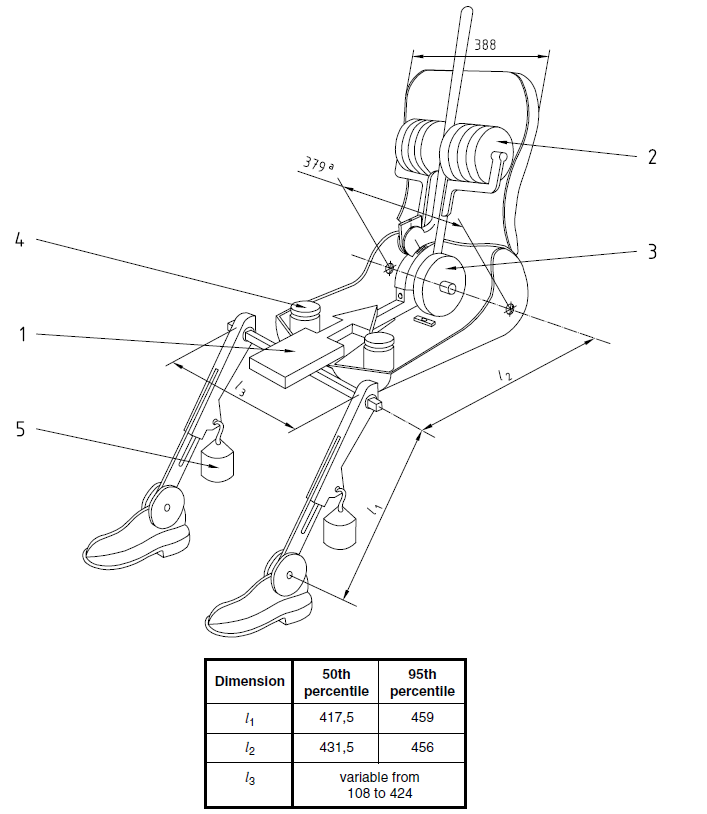 388
2
379 a
4
3
1
l2
l3
5
l1
Dimension 50th percentile 95th percentile
l1 417,5 459
l2 431,5 456
l3 variable from
108 to 424